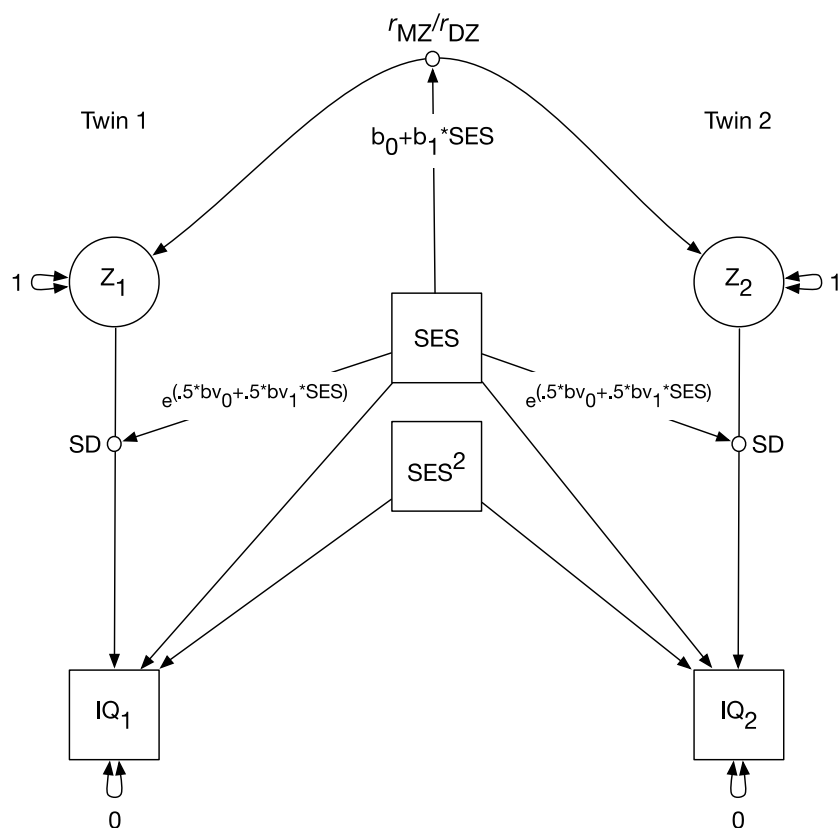 rMZ/rDZ
Twin 1
Twin 2
b0+b1*SES
1
Z1
Z2
1
SES
e(.5*bv0+.5*bv1*SES)
e(.5*bv0+.5*bv1*SES)
SD
SD
SES2
IQ1
IQ2
0
0